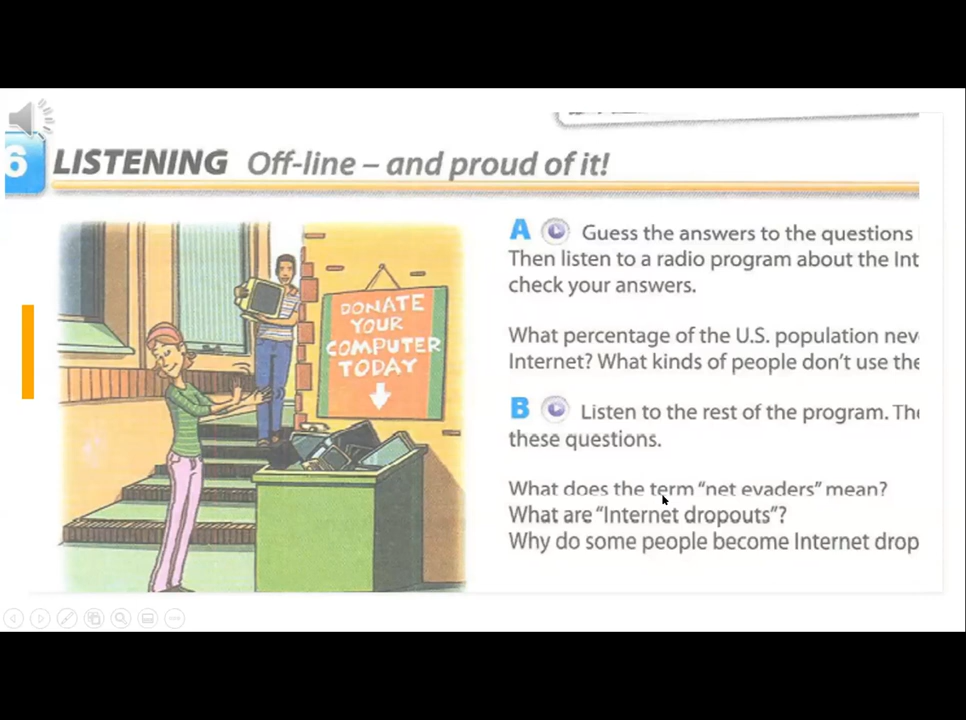 6 LISTENING Off-line – and proud of it!
DONATE
YOUR
COMPUTER
TODAY
A Guess the answers to the questions
Then listen to a radio program about the Int
check your answers.
What percentage of the U.S. population nev
Internet? What kinds of people don't use the
B Listen to the rest of the program. The
these questions.
What does the term "net evaders" mean?
What are "Internet dropouts"?
Why do some people become Internet drop